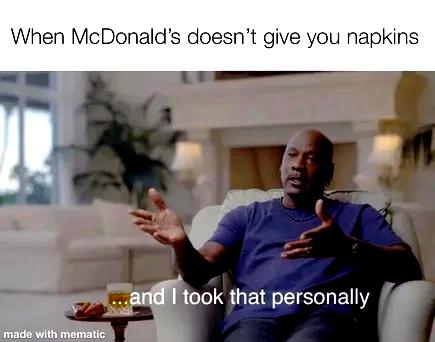 When McDonald's doesn't give you napkins
...and I took that personally
made with mematic